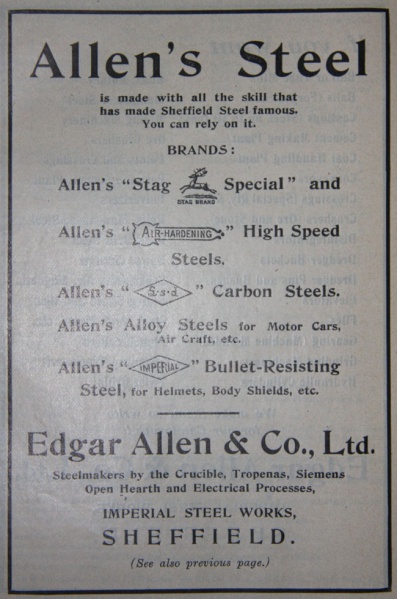 Allen's Steel
is made with all the skill that
has made Sheffield Steel famous.
You can rely on it.
BRANDS:
Allen's "Stag STAG BRAND Special" and
Allen's "AIR-HARDENING" High Speed
Steels.
Allen's "" Carbon Steels.
Allen's Alloy Steels for Motor Cars,
Air Craft, etc.
Allen's "IMPERIAL" Bullet-Resisting
Steel, for Helmets, Body Shields, etc.
Edgar Allen & Co., Ltd.
Steelmakers by the Crucible, Tropenas, Siemens
Open Hearth and Electrical Processes,
IMPERIAL STEEL WORKS,
SHEFFIELD.
(See also previous page.)